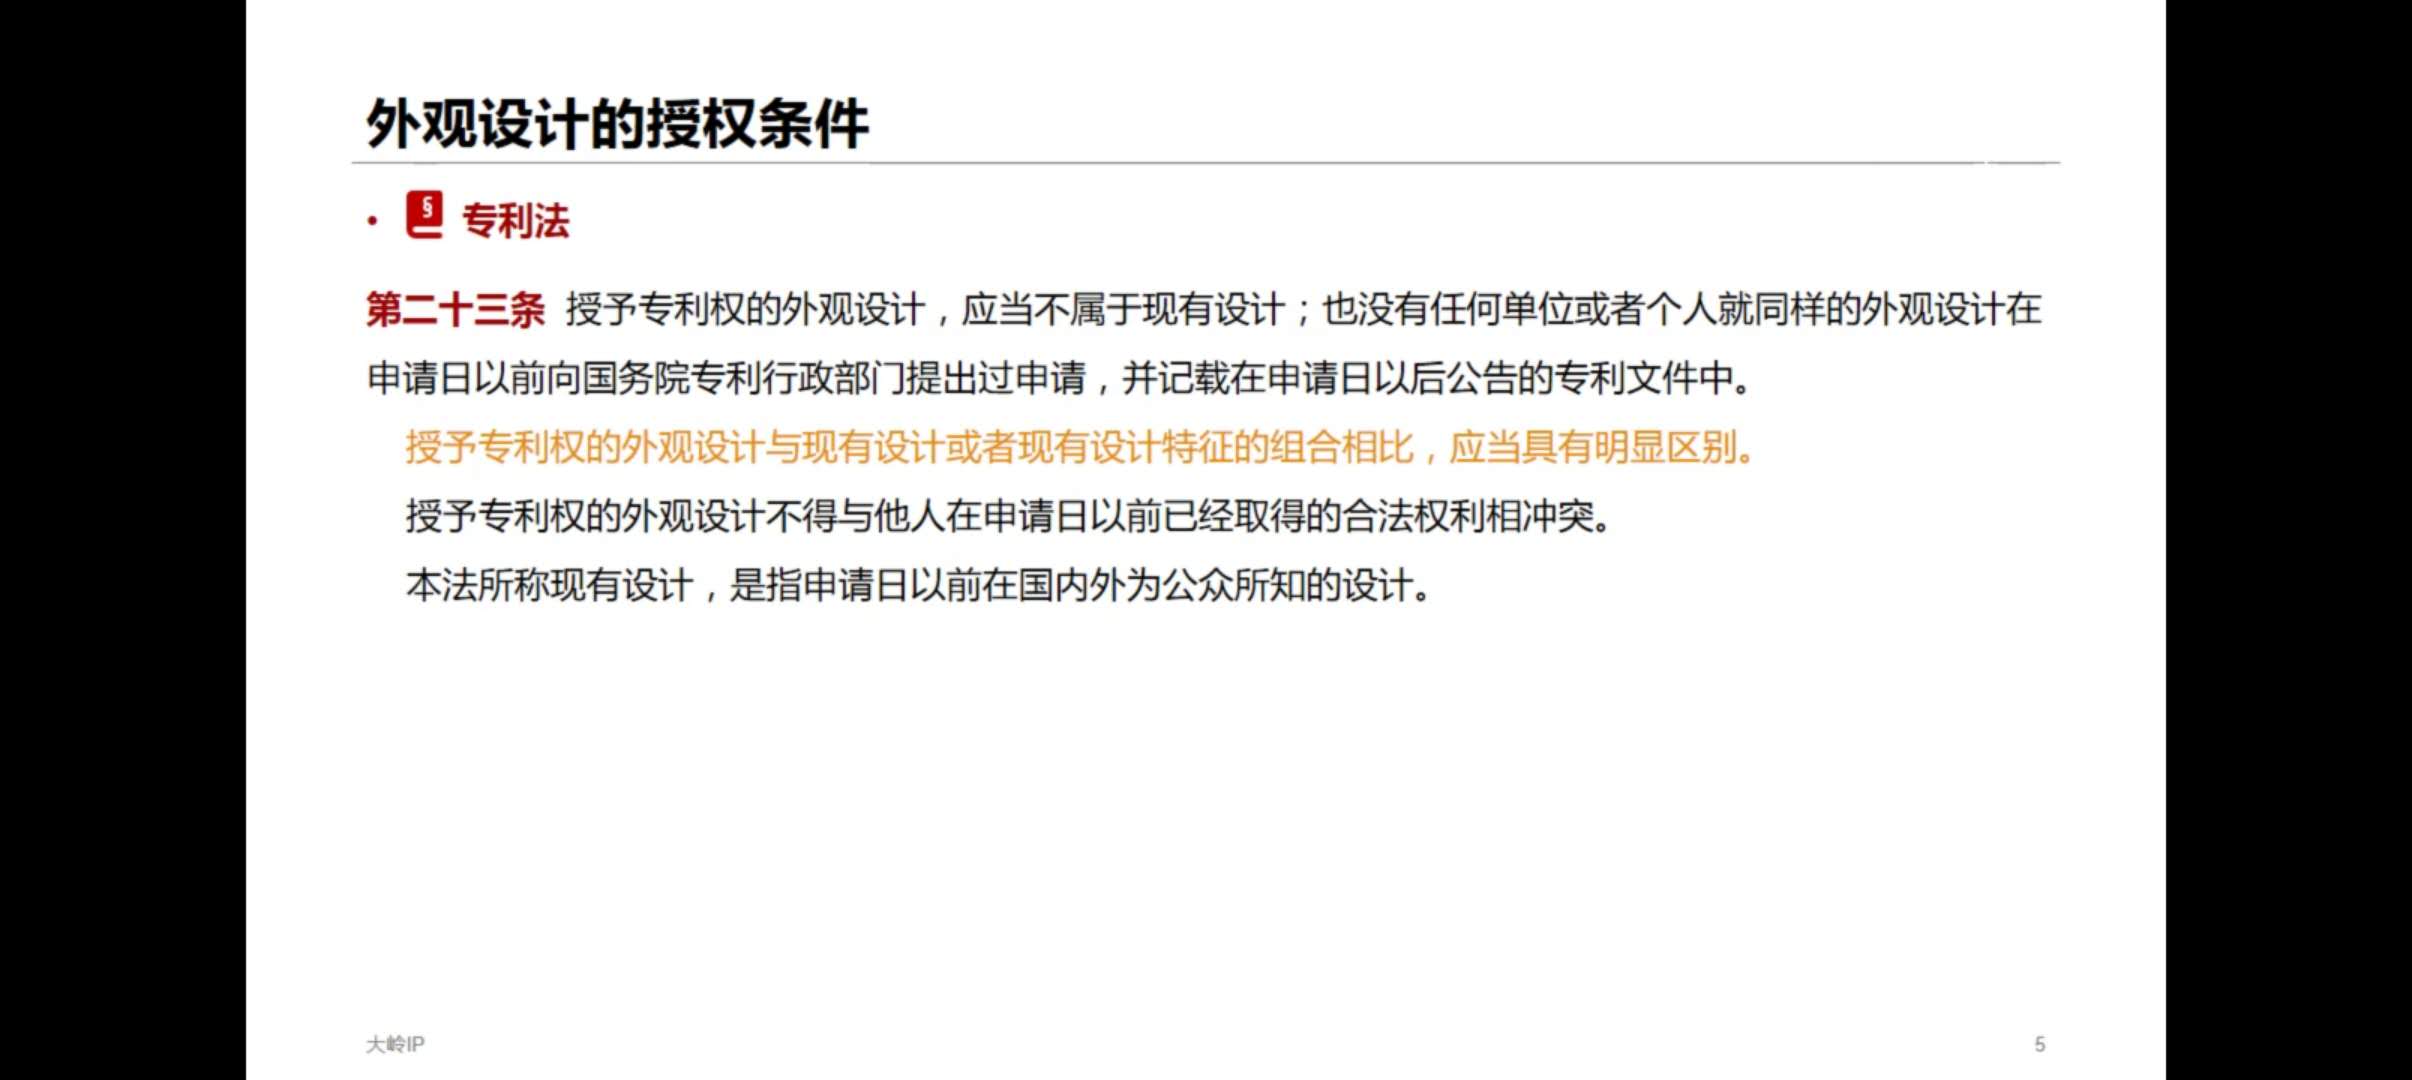 外观设计的授权条件
• § 专利法
第二十三条 授予专利权的外观设计，应当不属于现有设计；也没有任何单位或者个人就同样的外观设计在
申请日以前向国务院专利行政部门提出过申请，并记载在申请日以后公告的专利文件中。
授予专利权的外观设计与现有设计或者现有设计特征的组合相比，应当具有明显区别。
授予专利权的外观设计不得与他人在申请日以前已经取得的合法权利相冲突。
本法所称现有设计，是指申请日以前在国内外为公众所知的设计。
大岭IP
5